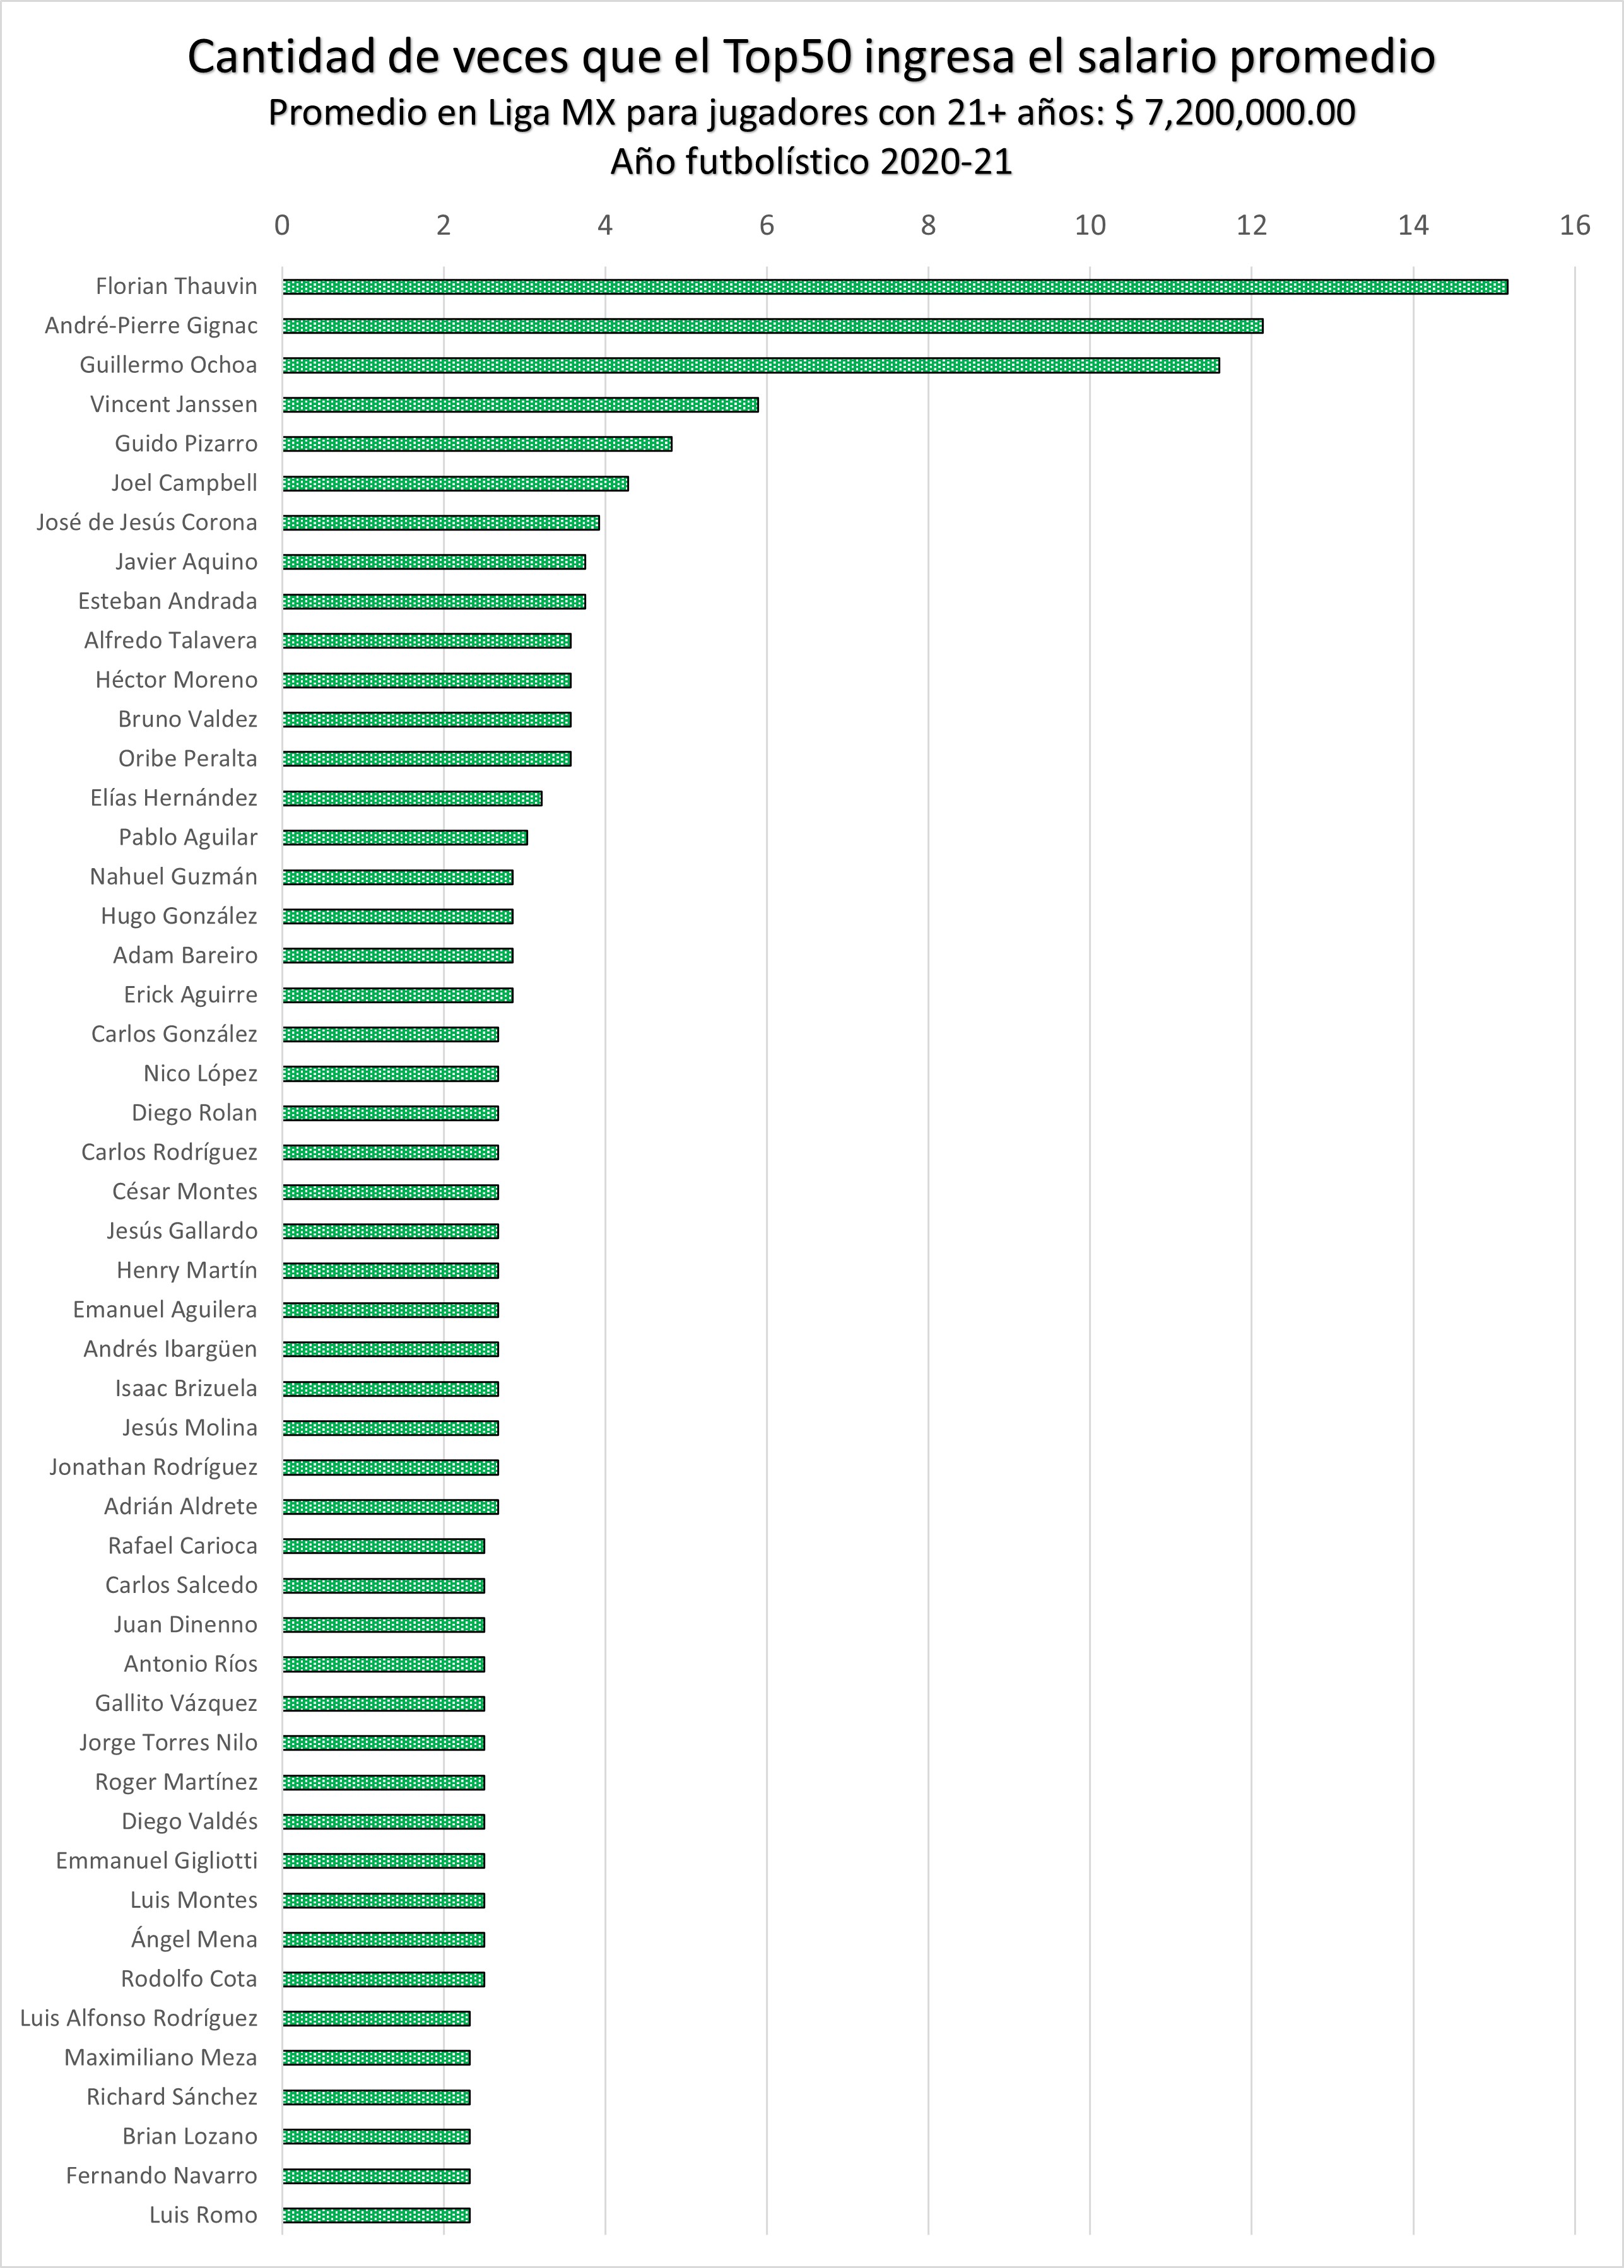 Cantidad de veces que el Top50 ingresa el salario promedio
Promedio en Liga MX para jugadores con 21+ años: $ 7,200,000.00
Año futbolístico 2020-21
0 2 4 6 8 10 12 14 16
Florian Thauvin
André-Pierre Gignac
Guillermo Ochoa
Vincent Janssen
Guido Pizarro
Joel Campbell
José de Jesús Corona
Javier Aquino
Esteban Andrada
Alfredo Talavera
Héctor Moreno
Bruno Valdez
Oribe Peralta
Elías Hernández
Pablo Aguilar
Nahuel Guzmán
Hugo González
Adam Bareiro
Erick Aguirre
Carlos González
Nico López
Diego Rolan
Carlos Rodríguez
César Montes
Jesús Gallardo
Henry Martín
Emanuel Aguilera
Andrés Ibargüen
Isaac Brizuela
Jesús Molina
Jonathan Rodríguez
Adrián Aldrete
Rafael Carioca
Carlos Salcedo
Juan Dinenno
Antonio Ríos
Gallito Vázquez
Jorge Torres Nilo
Roger Martínez
Diego Valdés
Emmanuel Gigliotti
Luis Montes
Ángel Mena
Rodolfo Cota
Luis Alfonso Rodríguez
Maximiliano Meza
Richard Sánchez
Brian Lozano
Fernando Navarro
Luis Romo